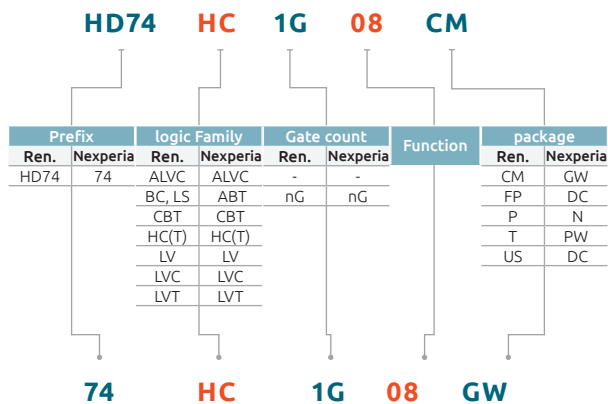 HD74 HC 1G 08 CM
Prefix logic Family Gate count Function package
Ren. Nexperia Ren. Nexperia Ren. Nexperia Ren. Nexperia
HD74 74 ALVC ALVC - - CM GW
BC, LS ABT nG nG FP DC
CBT CBT P N
HC(T) HC(T) T PW
LV LV US DC
LVC LVC
LVT LVT
74 HC 1G 08 GW